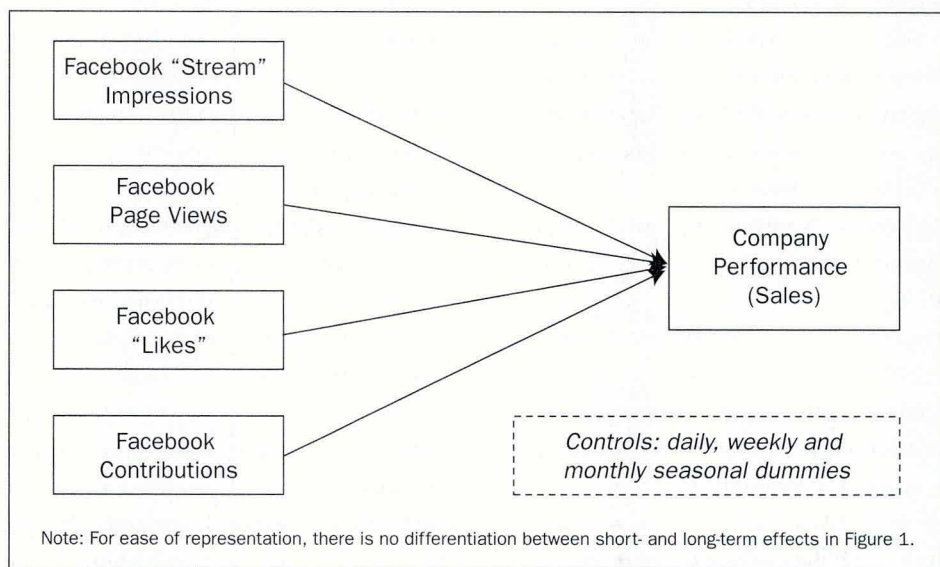 Facebook “Stream”
Impressions
Facebook
Page Views
Facebook
“Likes”
Facebook
Contributions
Company
Performance
(Sales)
Controls: daily, weekly and
monthly seasonal dummies
Note: For ease of representation, there is no differentiation between short- and long-term effects in Figure 1.